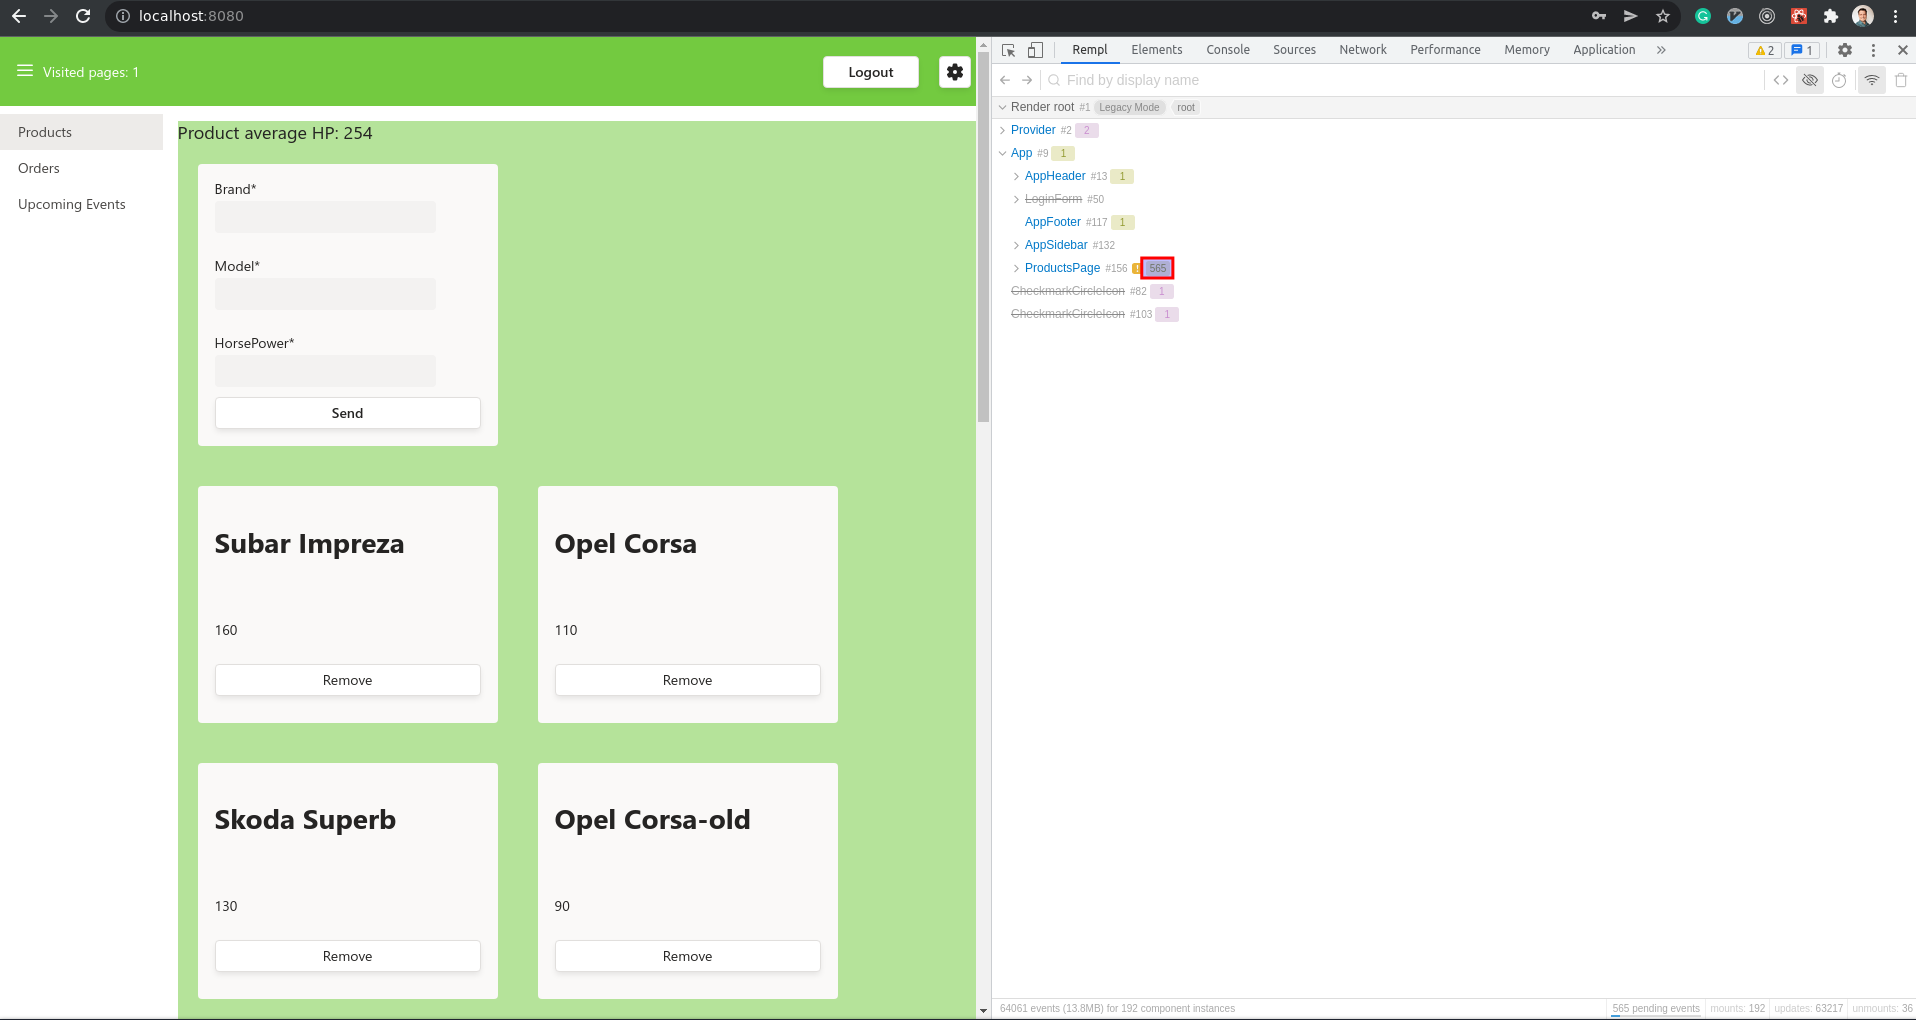 localhost:8080
Visited pages: 1
Logout
Products
Orders
Upcoming Events
Product average HP: 254
Brand*
Model*
HorsePower*
Send
Subar Impreza
160
Remove
Opel Corsa
110
Remove
Skoda Superb
130
Remove
Opel Corsa-old
90
Remove
Rempl Elements Console Sources Network Performance Memory Application » 2 1
Find by display name
Render root #1 Legacy Mode root
Provider #2 2
App #9 1
AppHeader #13 1
LoginForm #50
AppFooter #117 1
AppSidebar #132
ProductsPage #156 ! 565
CheckmarkCircleIcon #82 1
CheckmarkCircleIcon #103 1
64061 events (13.8MB) for 192 component instances
565 pending events mounts: 192 updates: 63217 unmounts: 36